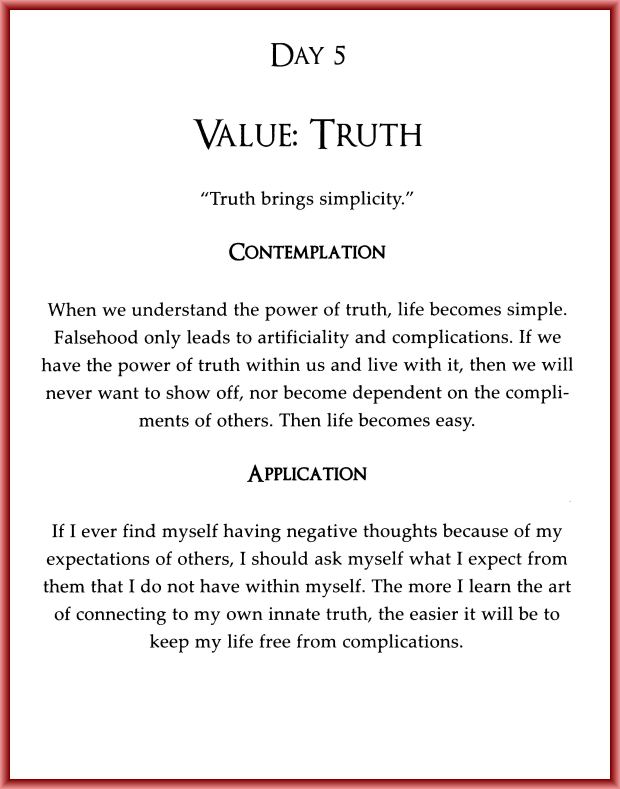 Day 5
Value: Truth
“Truth brings simplicity.”
Contemplation
When we understand the power of truth, life becomes simple.
Falsehood only leads to artificiality and complications. If we
have the power of truth within us and live with it, then we will
never want to show off, nor become dependent on the compli-
ments of others. Then life becomes easy.
Application
If I ever find myself having negative thoughts because of my
expectations of others, I should ask myself what I expect from
them that I do not have within myself. The more I learn the art
of connecting to my own innate truth, the easier it will be to
keep my life free from complications.